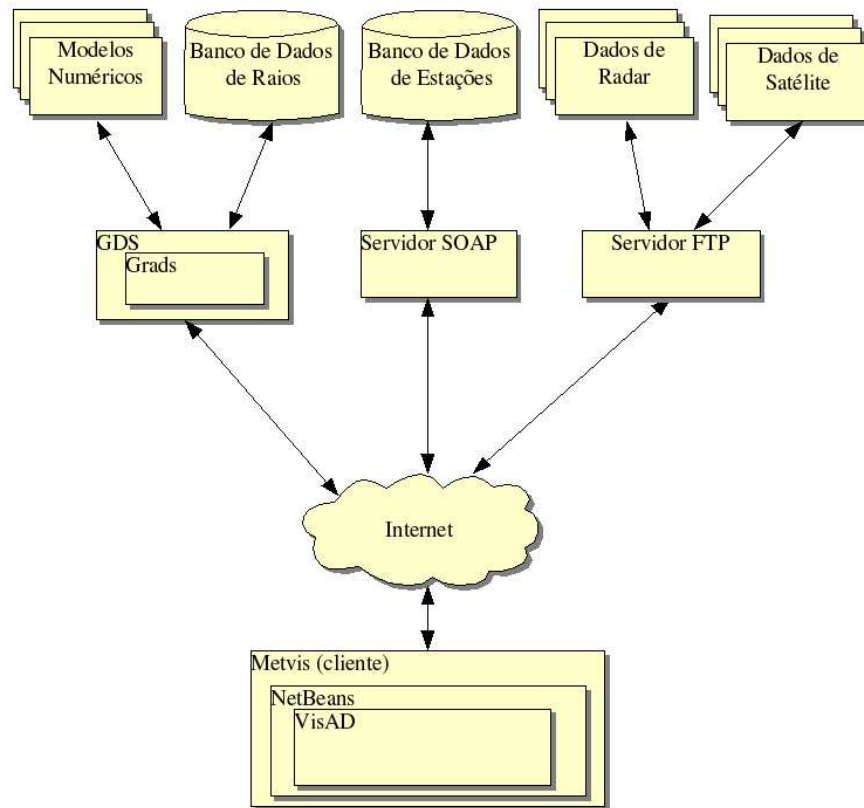 Modelos
Numéricos
Banco de Dados
de Raios
Banco de Dados
de Estações
Dados de
Radar
Dados de
Satélite
GDS
Grads
Servidor SOAP
Servidor FTP
Internet
Metvis (cliente)
NetBeans
VisAD